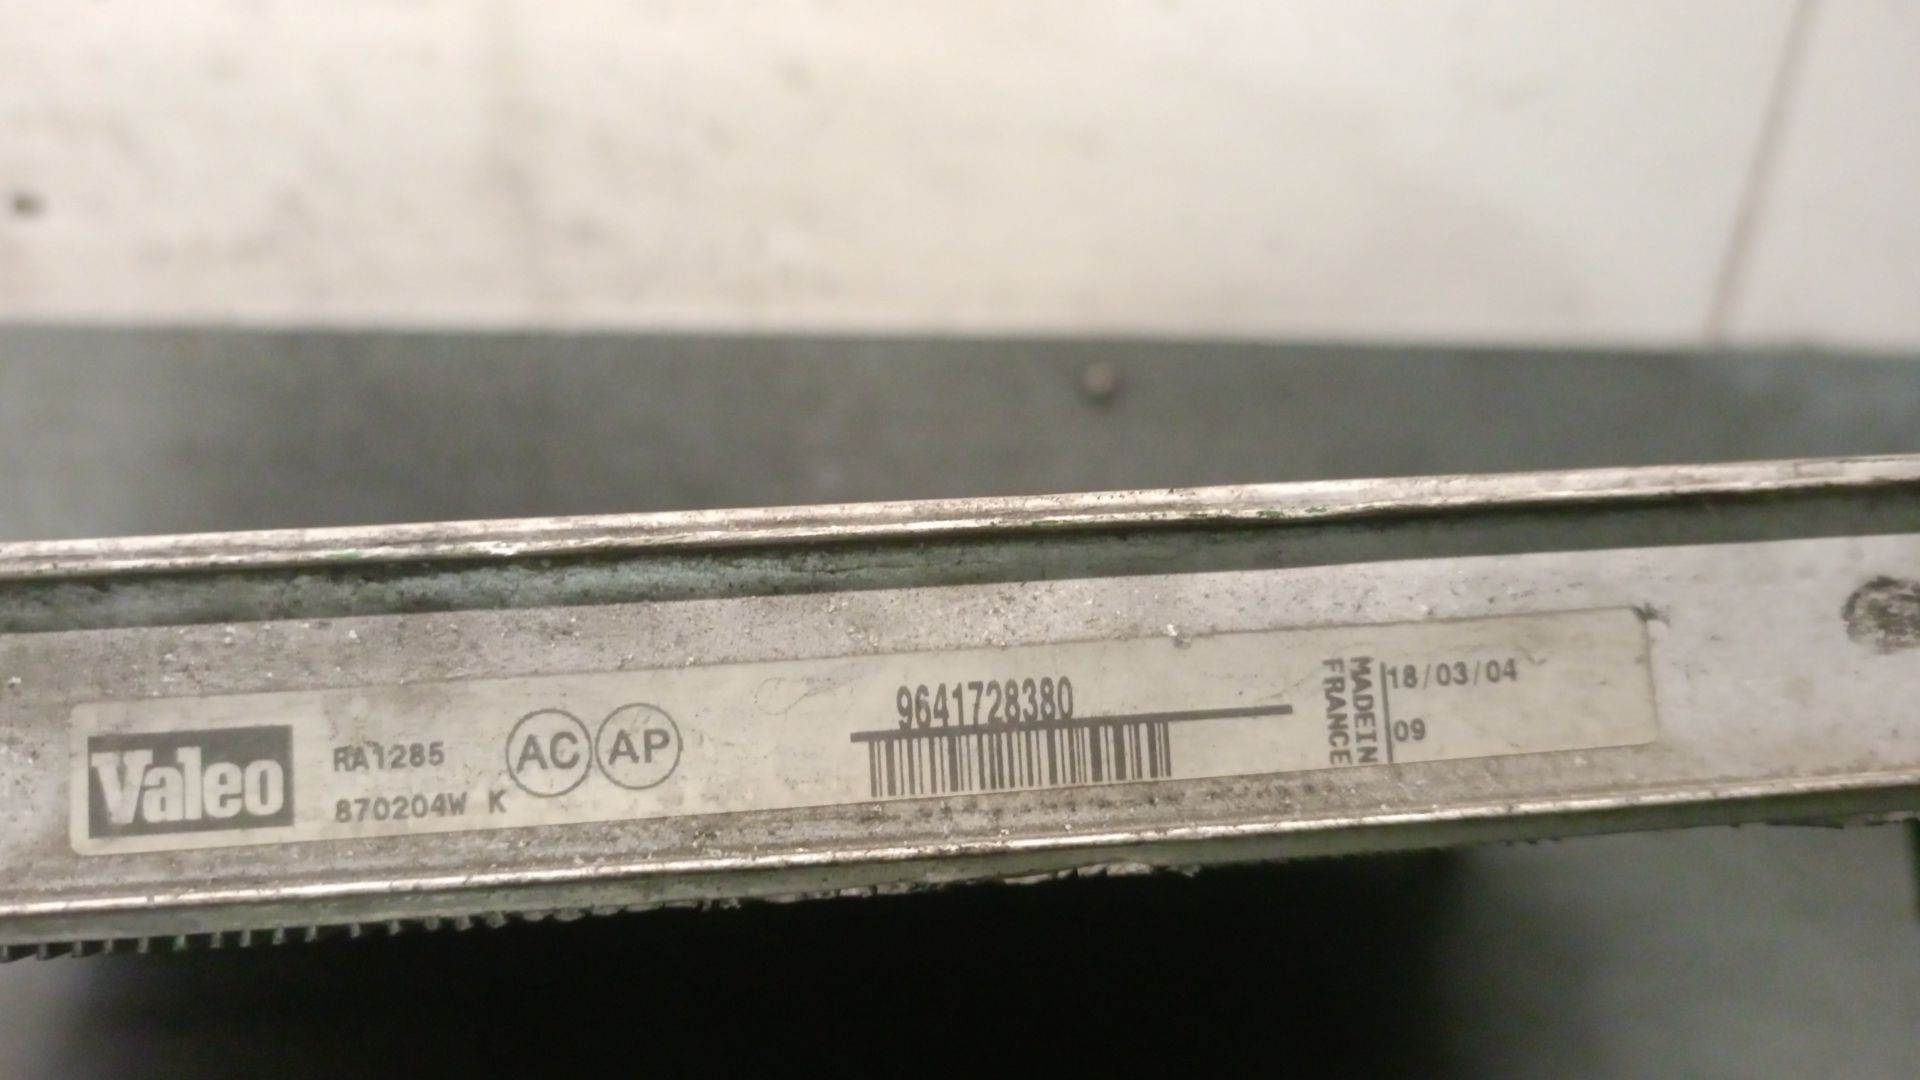 Valeo
RA1285
870204W K
AC
AP
9641728380
MADE IN
FRANCE
18/03/04
09